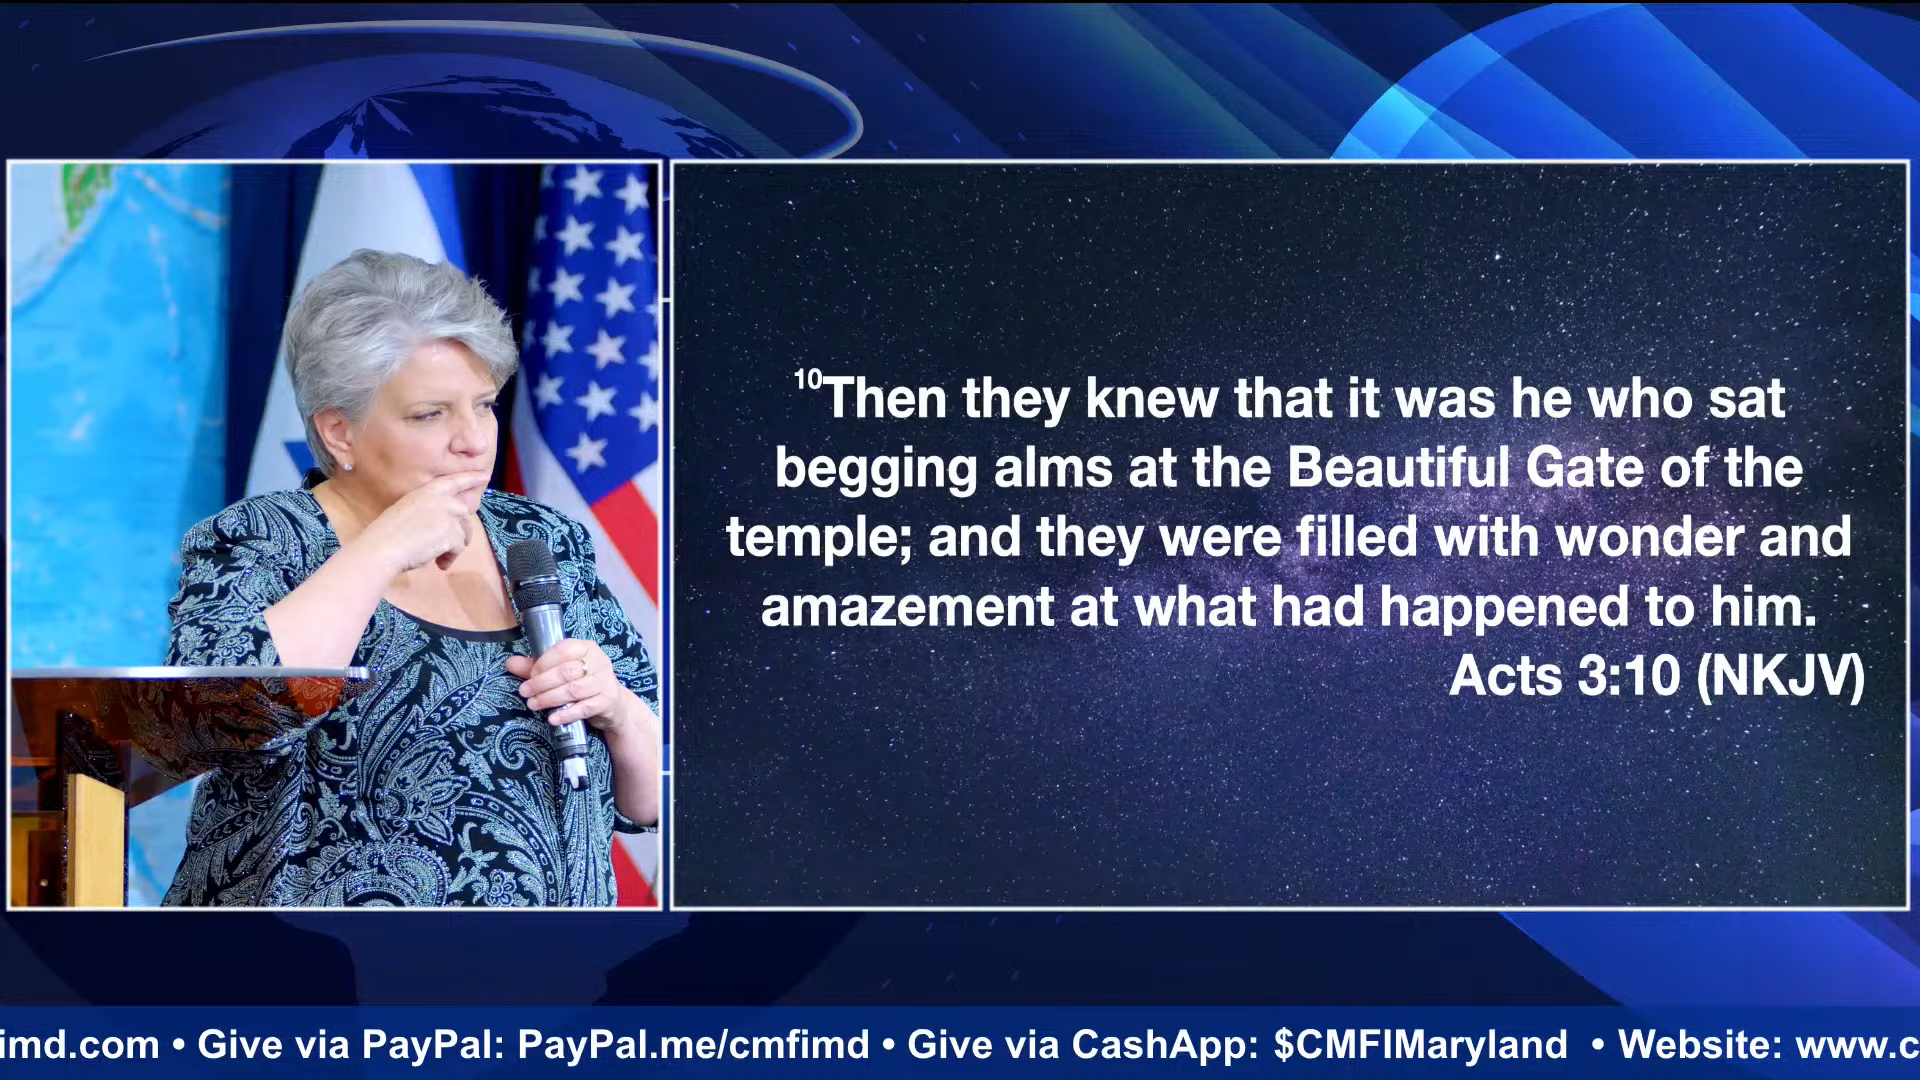 10Then they knew that it was he who sat
begging alms at the Beautiful Gate of the
temple; and they were filled with wonder and
amazement at what had happened to him.
Acts 3:10 (NKJV)
imd.com • Give via PayPal: PayPal.me/cmfimd • Give via CashApp: $CMFIMaryland • Website: www.c